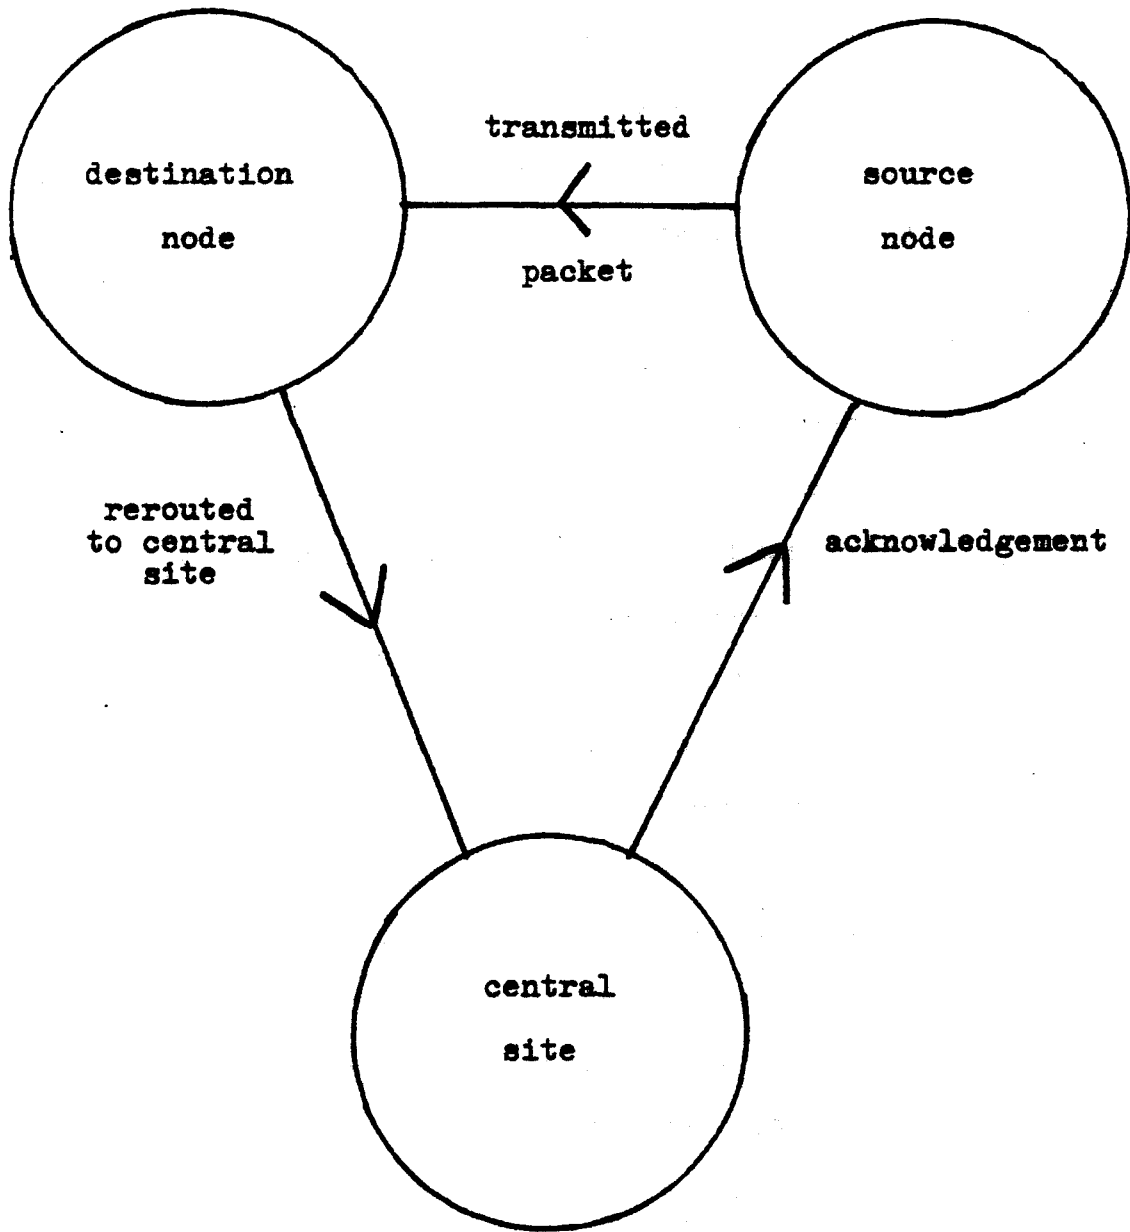 transmitted
destination
node
source
node
packet
rerouted
to central
site
acknowledgement
central
site